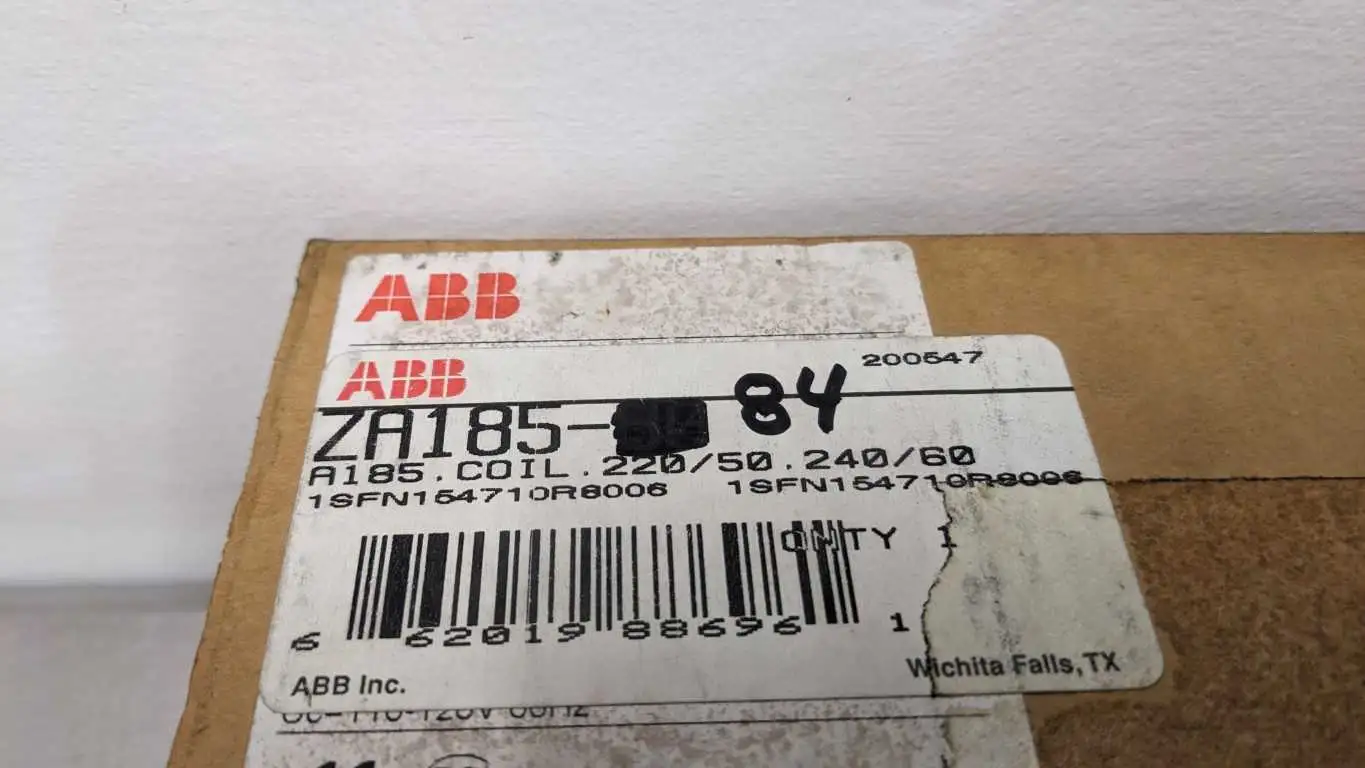 ABB
ABB
200547
ZA185- 84
A185.COIL.220/50.240/60
1SFN154710R8006 1SFN154710R8006
QNTY 1
6 62019 88696 1
Wichita Falls,TX
ABB Inc.